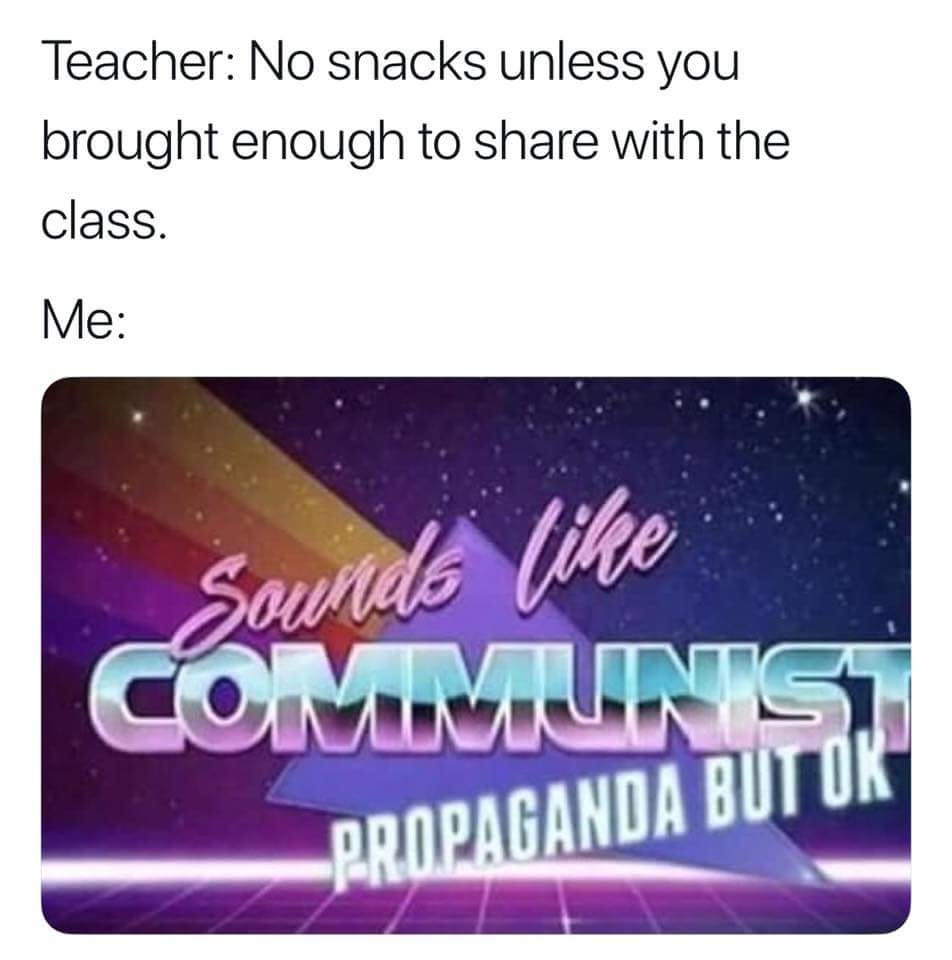 Teacher: No snacks unless you
brought enough to share with the
class.
Me:
Sounds like
COMMUNIST
PROPAGANDA BUT OK